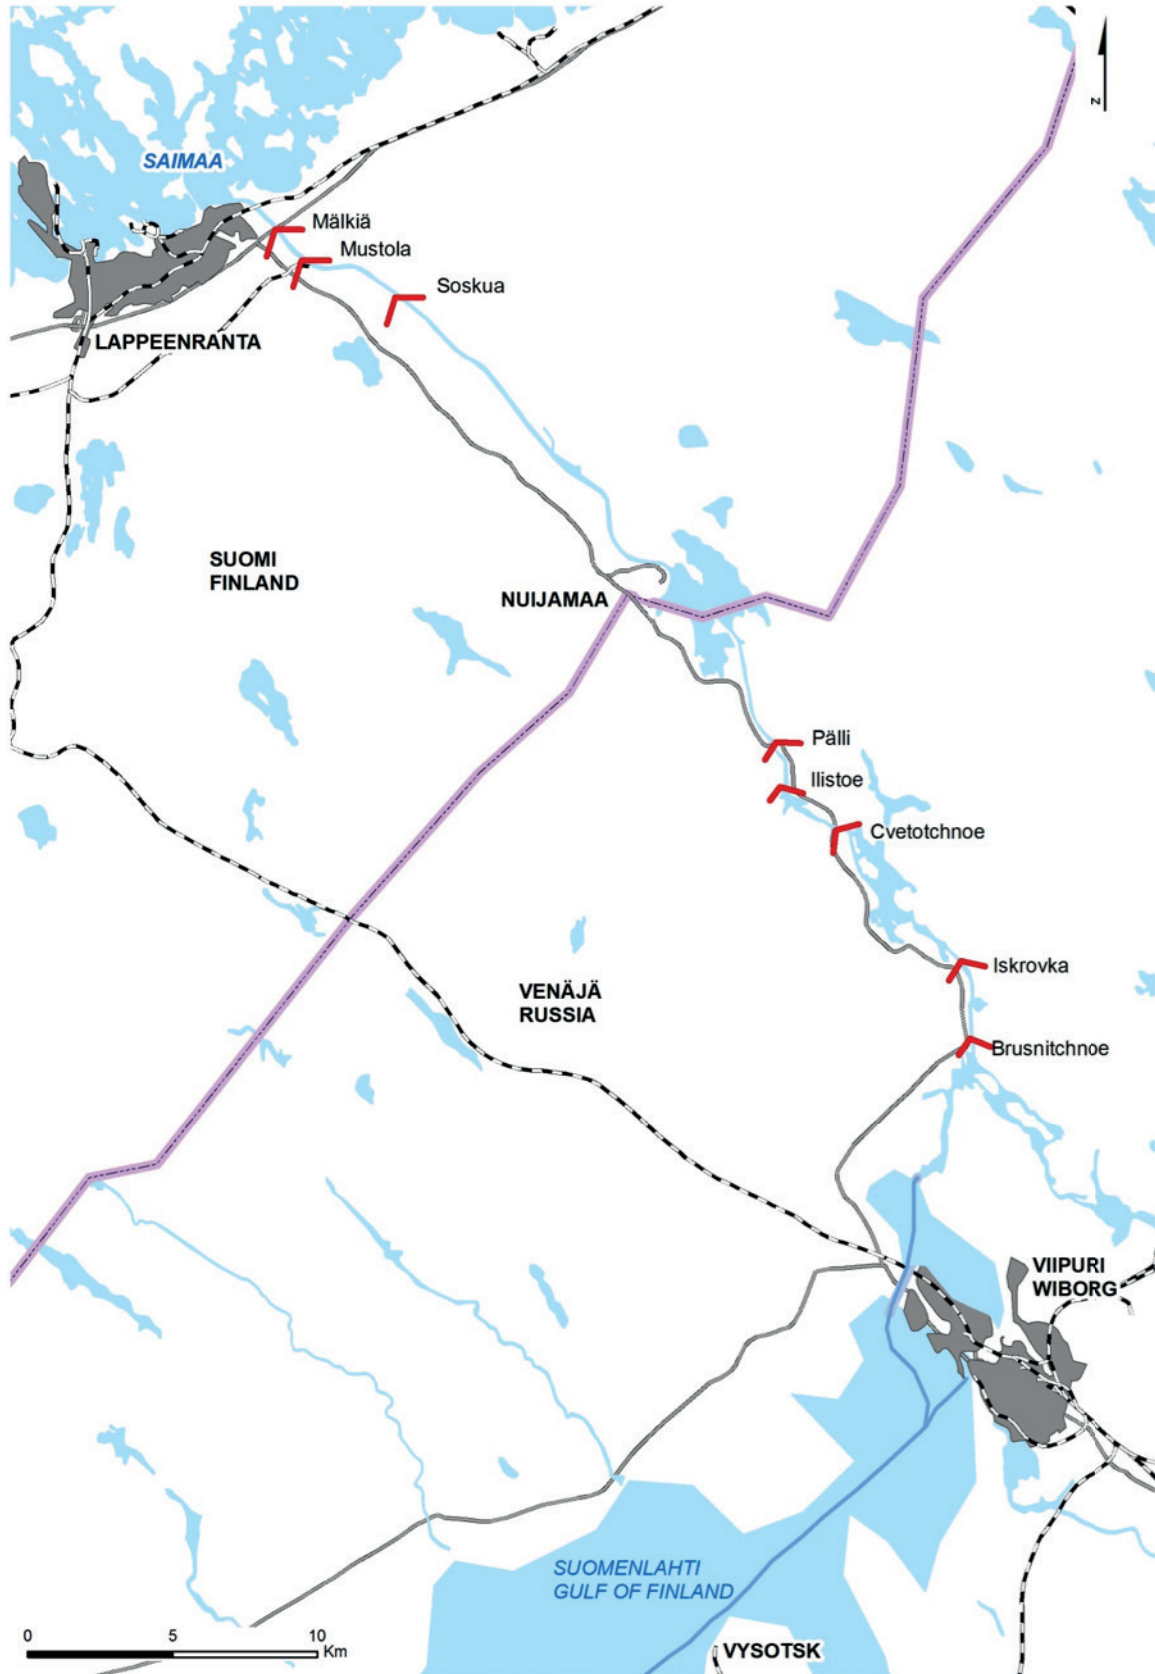 N
SAIMAA
Mälkiä
Mustola
Soskua
LAPPEENRANTA
SUOMI
FINLAND
NUIJAMAA
Pälli
Ilistoe
Cvetotchnoe
Iskrovka
VENÄJÄ
RUSSIA
Brusnitchnoe
VIIPURI
WIBORG
SUOMENLAHTI
GULF OF FINLAND
0 5 10
Km
VYSOTSK